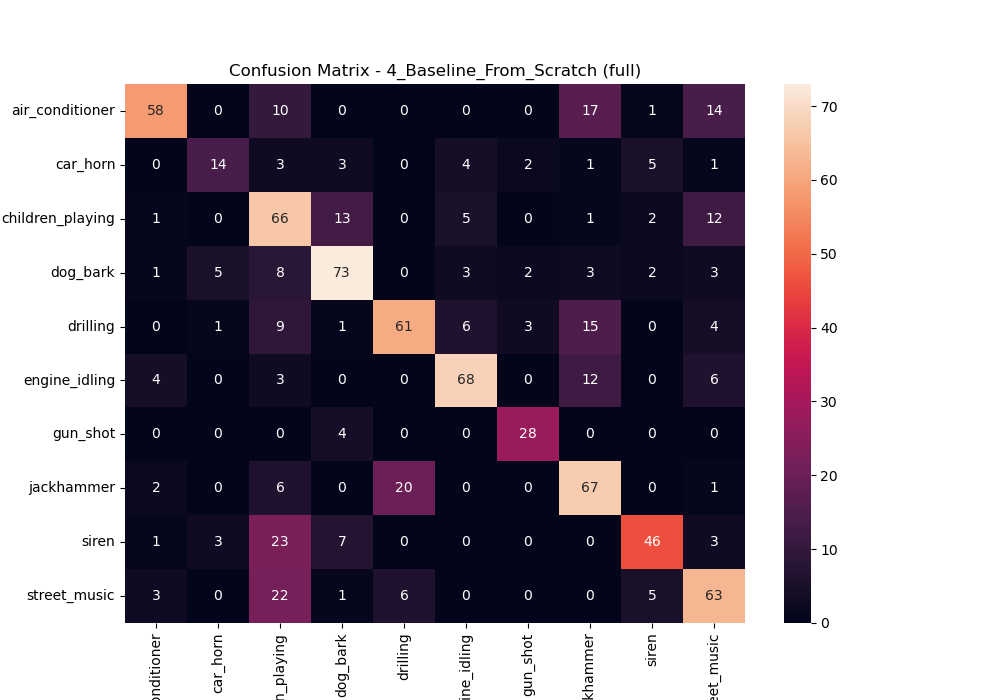 Confusion Matrix - 4_Baseline_From_Scratch (full)
air_conditioner 58 0 10 0 0 0 0 17 1 14
car_horn 0 14 3 3 0 4 2 1 5 1
children_playing 1 0 66 13 0 5 0 1 2 12
dog_bark 1 5 8 73 0 3 2 3 2 3
drilling 0 1 9 1 61 6 3 15 0 4
engine_idling 4 0 3 0 0 68 0 12 0 6
gun_shot 0 0 0 4 0 0 28 0 0 0
jackhammer 2 0 6 0 20 0 0 67 0 1
siren 1 3 23 7 0 0 0 0 46 3
street_music 3 0 22 1 6 0 0 0 5 63
onditioner
car_horn
n_playing
dog_bark
drilling
ine_idling
gun_shot
khammer
siren
eet_music
70
60
50
40
30
20
10
0